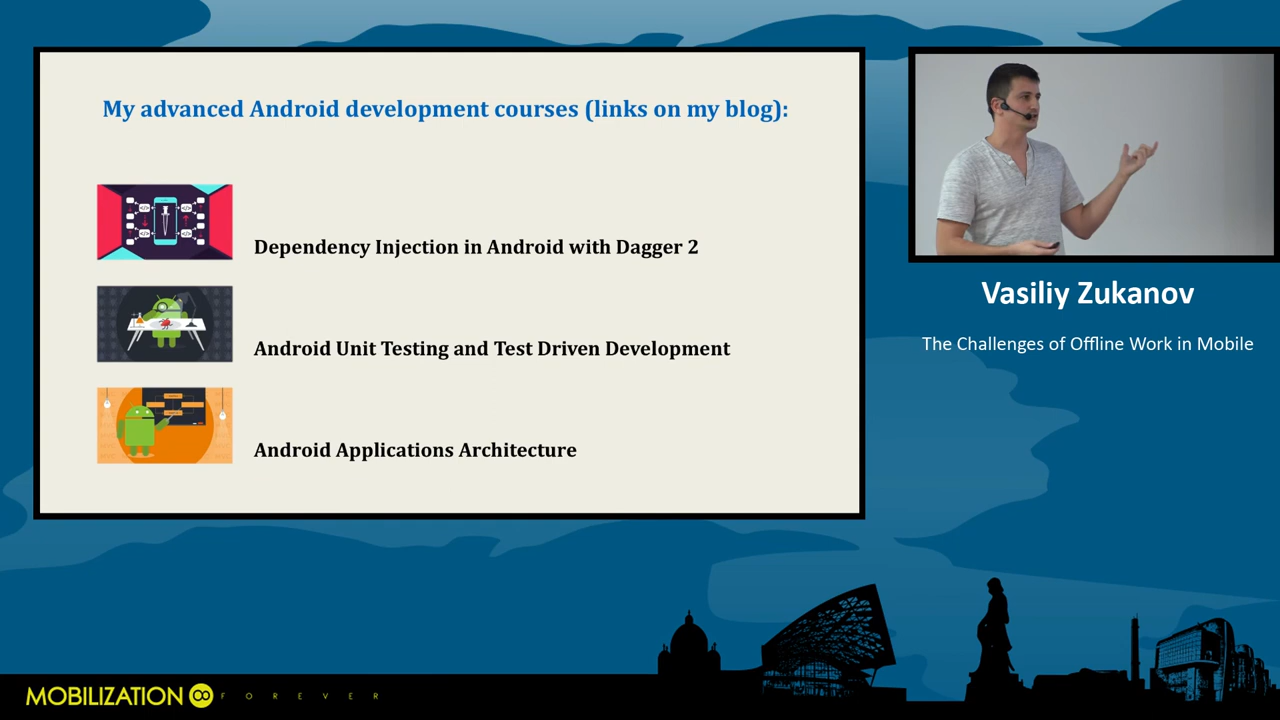 My advanced Android development courses (links on my blog):
Dependency Injection in Android with Dagger 2
Android Unit Testing and Test Driven Development
Android Applications Architecture
Vasiliy Zukanov
The Challenges of Offline Work in Mobile
MOBILIZATION
FOREVER